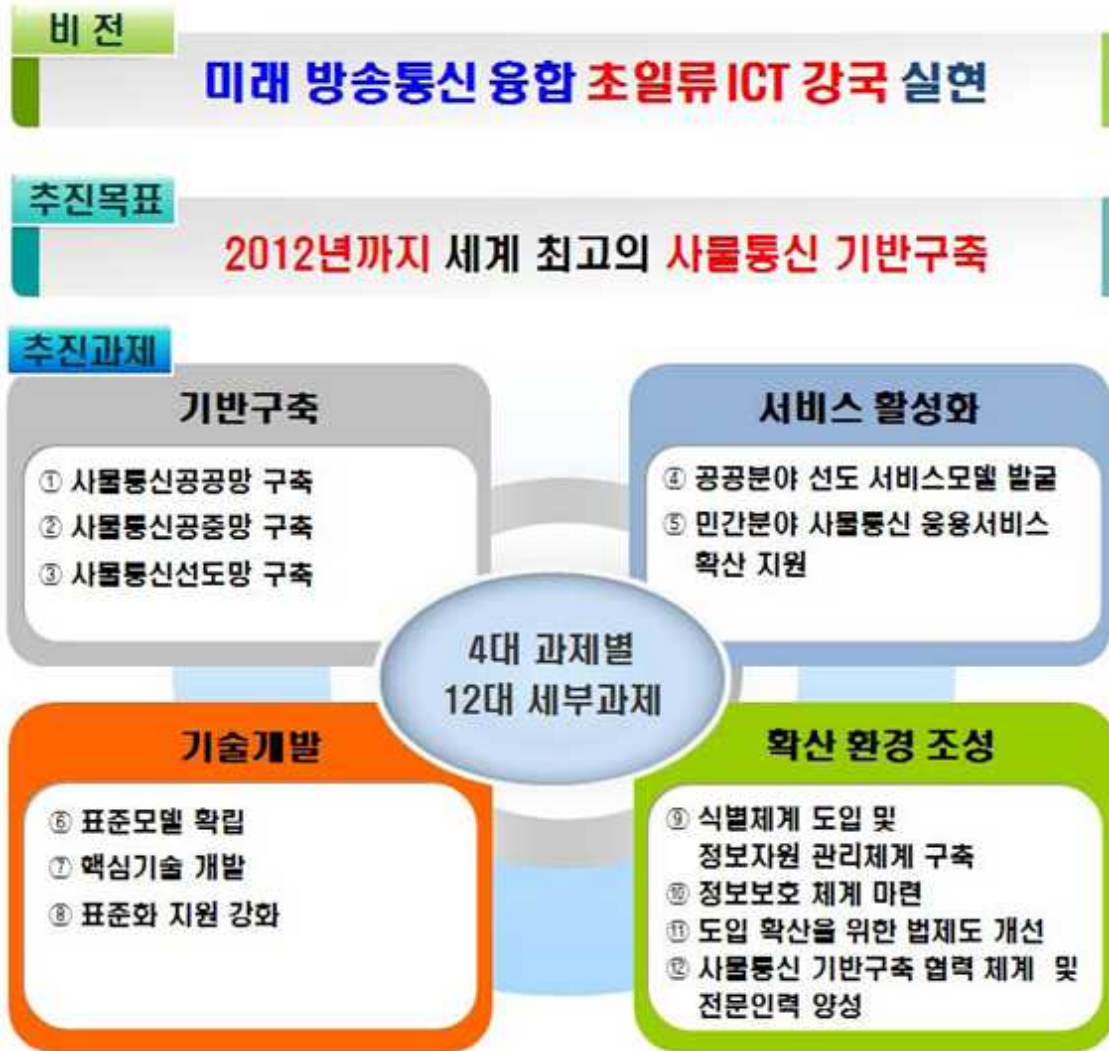 비 전
미래 방송통신 융합 초일류 ICT 강국 실현
추진목표
2012년까지 세계 최고의 사물통신 기반구축
추진과제
기반구축
① 사물통신공공망 구축
② 사물통신공중망 구축
③ 사물통신선도망 구축
서비스 활성화
④ 공공분야 선도 서비스모델 발굴
⑤ 민간분야 사물통신 응용서비스
확산 지원
4대 과제별
12대 세부과제
기술개발
⑥ 표준모델 확립
⑦ 핵심기술 개발
⑧ 표준화 지원 강화
확산 환경 조성
⑨ 식별체계 도입 및
정보자원 관리체계 구축
⑩ 정보보호 체계 마련
⑪ 도입 확산을 위한 법제도 개선
⑫ 사물통신 기반구축 협력 체계 및
전문인력 양성